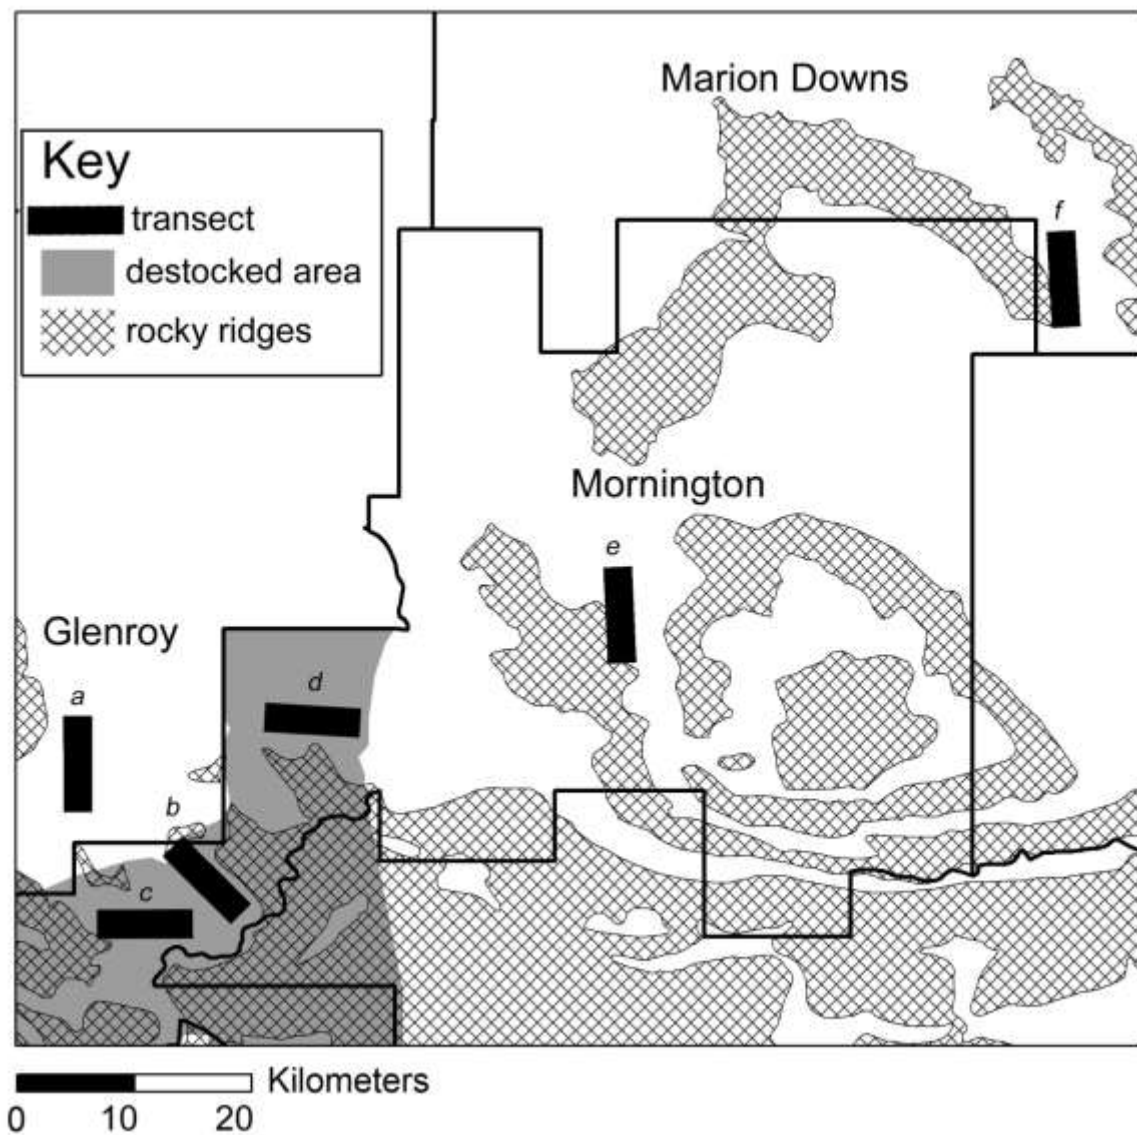 Marion Downs
Key
transect
destocked area
rocky ridges
f
Mornington
e
Glenroy
a
d
b
c
Kilometers
0 10 20